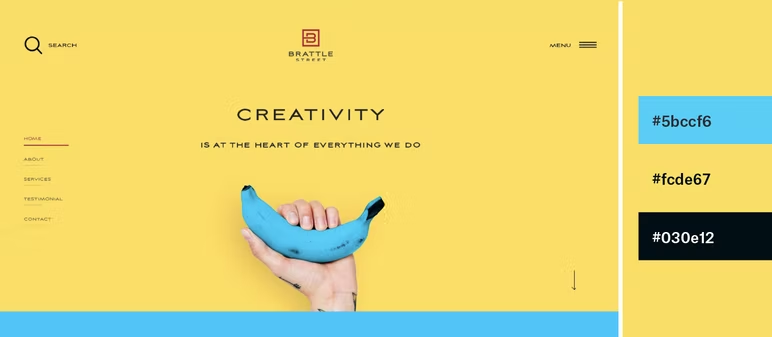 SEARCH
BRATTLE
STREET
MENU
CREATIVITY
IS AT THE HEART OF EVERYTHING WE DO
HOME
ABOUT
SERVICES
TESTIMONIAL
CONTACT
#5bccf6
#fcde67
#030e12